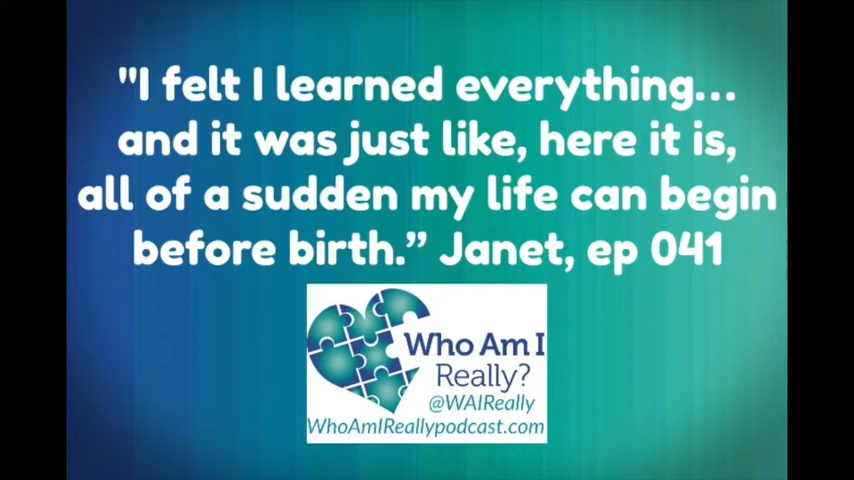 "I felt I learned everything...
and it was just like, here it is,
all of a sudden my life can begin
before birth.” Janet, ep 041
Who Am I
Really?
@WAIReally
WhoAmIReallypodcast.com